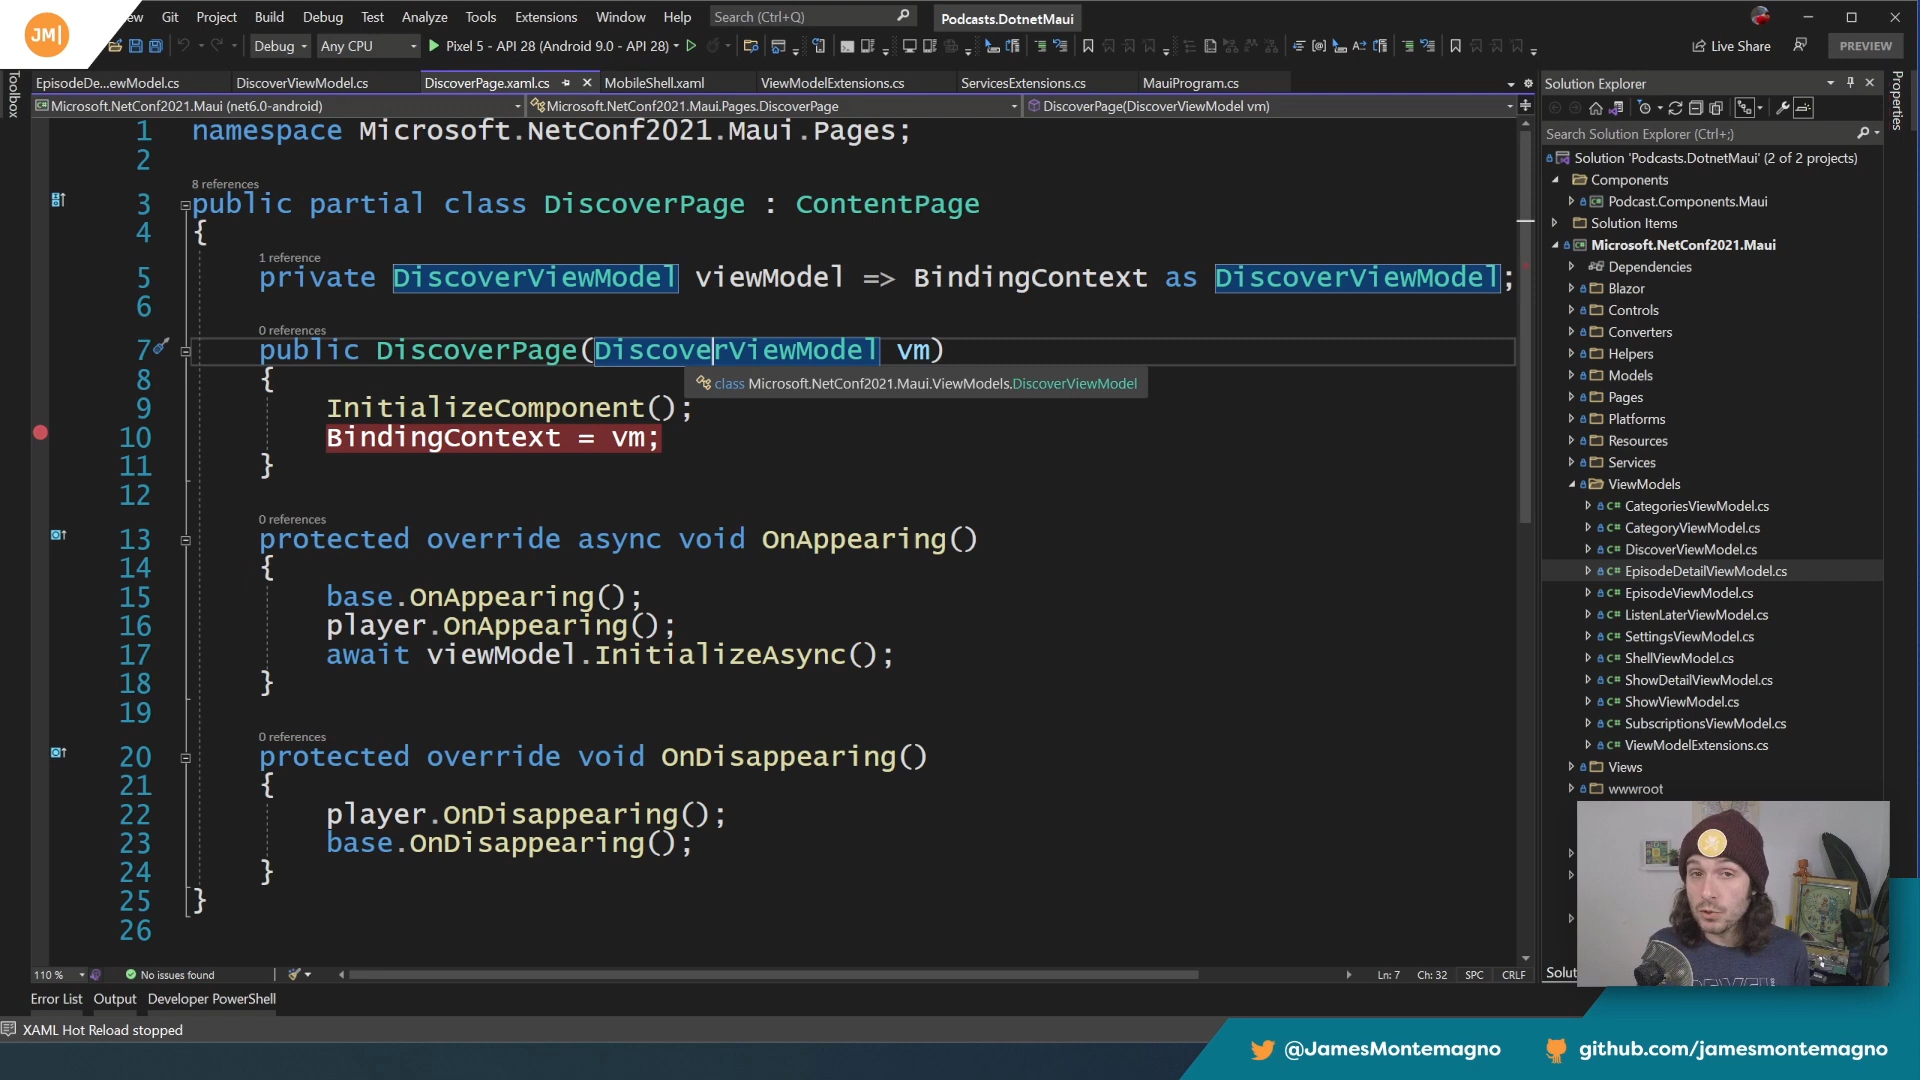 JM|
ew Git Project Build Debug Test Analyze Tools Extensions Window Help Search (Ctrl+Q) Podcasts.DotnetMaui
Debug Any CPU Pixel 5 - API 28 (Android 9.0 - API 28) Live Share PREVIEW
Toolbox
EpisodeDe...ewModel.cs DiscoverViewModel.cs DiscoverPage.xaml.cs MobileShell.xaml ViewModelExtensions.cs ServicesExtensions.cs MauiProgram.cs
Microsoft.NetConf2021.Maui (net6.0-android) Microsoft.NetConf2021.Maui.Pages.DiscoverPage DiscoverPage(DiscoverViewModel vm)
1 namespace Microsoft.NetConf2021.Maui.Pages;
2
8 references
3 public partial class DiscoverPage : ContentPage
4 {
1 reference
5 private DiscoverViewModel viewModel => BindingContext as DiscoverViewModel;
6
0 references
7 public DiscoverPage(DiscoverViewModel vm)
8 {
class Microsoft.NetConf2021.Maui.ViewModels.DiscoverViewModel
9 InitializeComponent();
10 BindingContext = vm;
11 }
12
0 references
13 protected override async void OnAppearing()
14 {
15 base.OnAppearing();
16 player.OnAppearing();
17 await viewModel.InitializeAsync();
18 }
19
0 references
20 protected override void OnDisappearing()
21 {
22 player.OnDisappearing();
23 base.OnDisappearing();
24 }
25 }
26
110 % No issues found Ln: 7 Ch: 32 SPC CRLF
Error List Output Developer PowerShell
XAML Hot Reload stopped
Solution Explorer
Properties
Search Solution Explorer (Ctrl+;)
Solution 'Podcasts.DotnetMaui' (2 of 2 projects)
Components
Podcast.Components.Maui
Solution Items
Microsoft.NetConf2021.Maui
Dependencies
Blazor
Controls
Converters
Helpers
Models
Pages
Platforms
Resources
Services
ViewModels
C# CategoriesViewModel.cs
C# CategoryViewModel.cs
C# DiscoverViewModel.cs
C# EpisodeDetailViewModel.cs
C# EpisodeViewModel.cs
C# ListenLaterViewModel.cs
C# SettingsViewModel.cs
C# ShellViewModel.cs
C# ShowDetailViewModel.cs
C# ShowViewModel.cs
C# SubscriptionsViewModel.cs
C# ViewModelExtensions.cs
Views
wwwroot
Solut
@JamesMontemagno github.com/jamesmontemagno